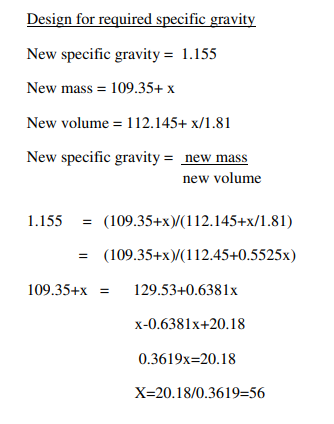 Design for required specific gravity
New specific gravity = 1.155
New mass = 109.35+ x
New volume = 112.145+ x/1.81
New specific gravity = new mass
new volume
1.155 = (109.35+x)/(112.145+x/1.81)
= (109.35+x)/(112.45+0.5525x)
109.35+x = 129.53+0.6381x
x-0.6381x+20.18
0.3619x=20.18
X=20.18/0.3619=56